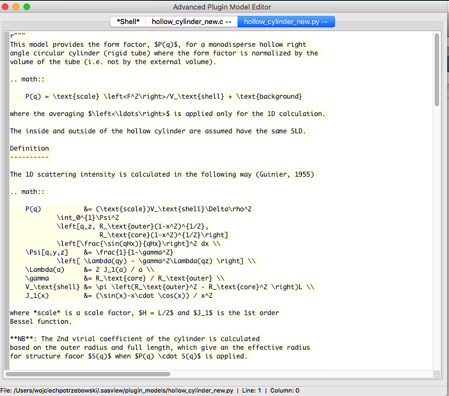 Advanced Plugin Model Editor
*Shell* hollow_cylinder_new.c -- hollow_cylinder_new.py --
r"""
This model provides the form factor, $P(q)$, for a monodisperse hollow right
angle circular cylinder (rigid tube) where the form factor is normalized by the
volume of the tube (i.e. not by the external volume).
.. math::
P(q) = \text{scale} \left<F^2\right>/V_\text{shell} + \text{background}
where the averaging $\left<\ldots\right>$ is applied only for the 1D calculation.
The inside and outside of the hollow cylinder are assumed have the same SLD.
Definition
----------
The 1D scattering intensity is calculated in the following way (Guinier, 1955)
.. math::
P(q) &= (\text{scale})V_\text{shell}\Delta\rho^2
\int_0^{1}\Psi^2
\left[q_z, R_\text{outer}(1-x^2)^{1/2},
R_\text{core}(1-x^2)^{1/2}\right]
\left[\frac{\sin(qHx)}{qHx}\right]^2 dx \\
\Psi[q,y,z] &= \frac{1}{1-\gamma^2}
\left[ \Lambda(qy) - \gamma^2\Lambda(qz) \right] \\
\Lambda(a) &= 2 J_1(a) / a \\
\gamma &= R_\text{core} / R_\text{outer} \\
V_\text{shell} &= \pi \left(R_\text{outer}^2 - R_\text{core}^2 \right)L \\
J_1(x) &= (\sin(x)-x\cdot \cos(x)) / x^2
where *scale* is a scale factor, $H = L/2$ and $J_1$ is the 1st order
Bessel function.
**NB**: The 2nd virial coefficient of the cylinder is calculated
based on the outer radius and full length, which give an the effective radius
for structure facor $S(q)$ when $P(q) \cdot S(q)$ is applied.
File: /Users/wojciechpotrzebowski/.sasview/plugin_models/hollow_cylinder_new.py | Line: 1 | Column: 0